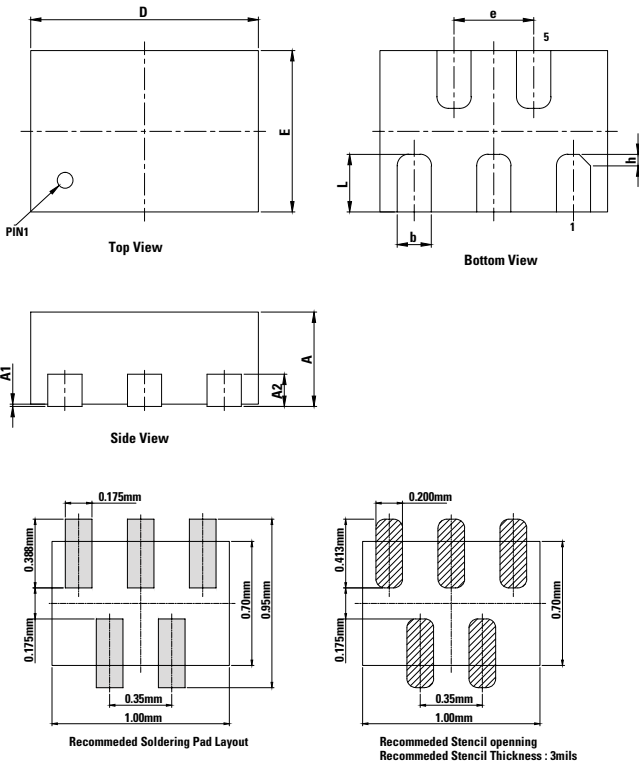 D
E
PIN1
Top View
e
5
L
h
b
1
Bottom View
A1
A2
A
Side View
0.175mm
0.388mm
0.175mm
0.70mm
0.95mm
0.35mm
1.00mm
Recommeded Soldering Pad Layout
0.200mm
0.413mm
0.175mm
0.70mm
0.35mm
1.00mm
Recommeded Stencil openning
Recommeded Stencil Thickness : 3mils